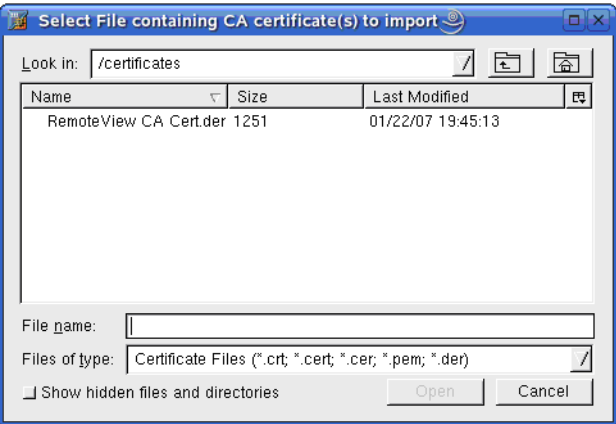 Select File containing CA certificate(s) to import
Look in: /certificates
Name Size Last Modified
RemoteView CA Cert.der 1251 01/22/07 19:45:13
File name:
Files of type: Certificate Files (*.crt; *.cert; *.cer; *.pem; *.der)
Show hidden files and directories Open Cancel